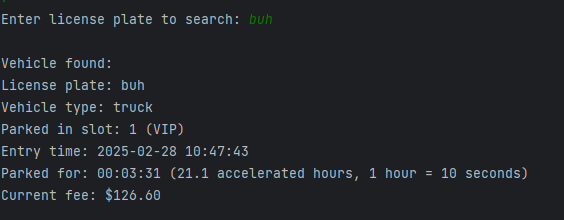 Enter license plate to search: buh
Vehicle found:
License plate: buh
Vehicle type: truck
Parked in slot: 1 (VIP)
Entry time: 2025-02-28 10:47:43
Parked for: 00:03:31 (21.1 accelerated hours, 1 hour = 10 seconds)
Current fee: $126.60